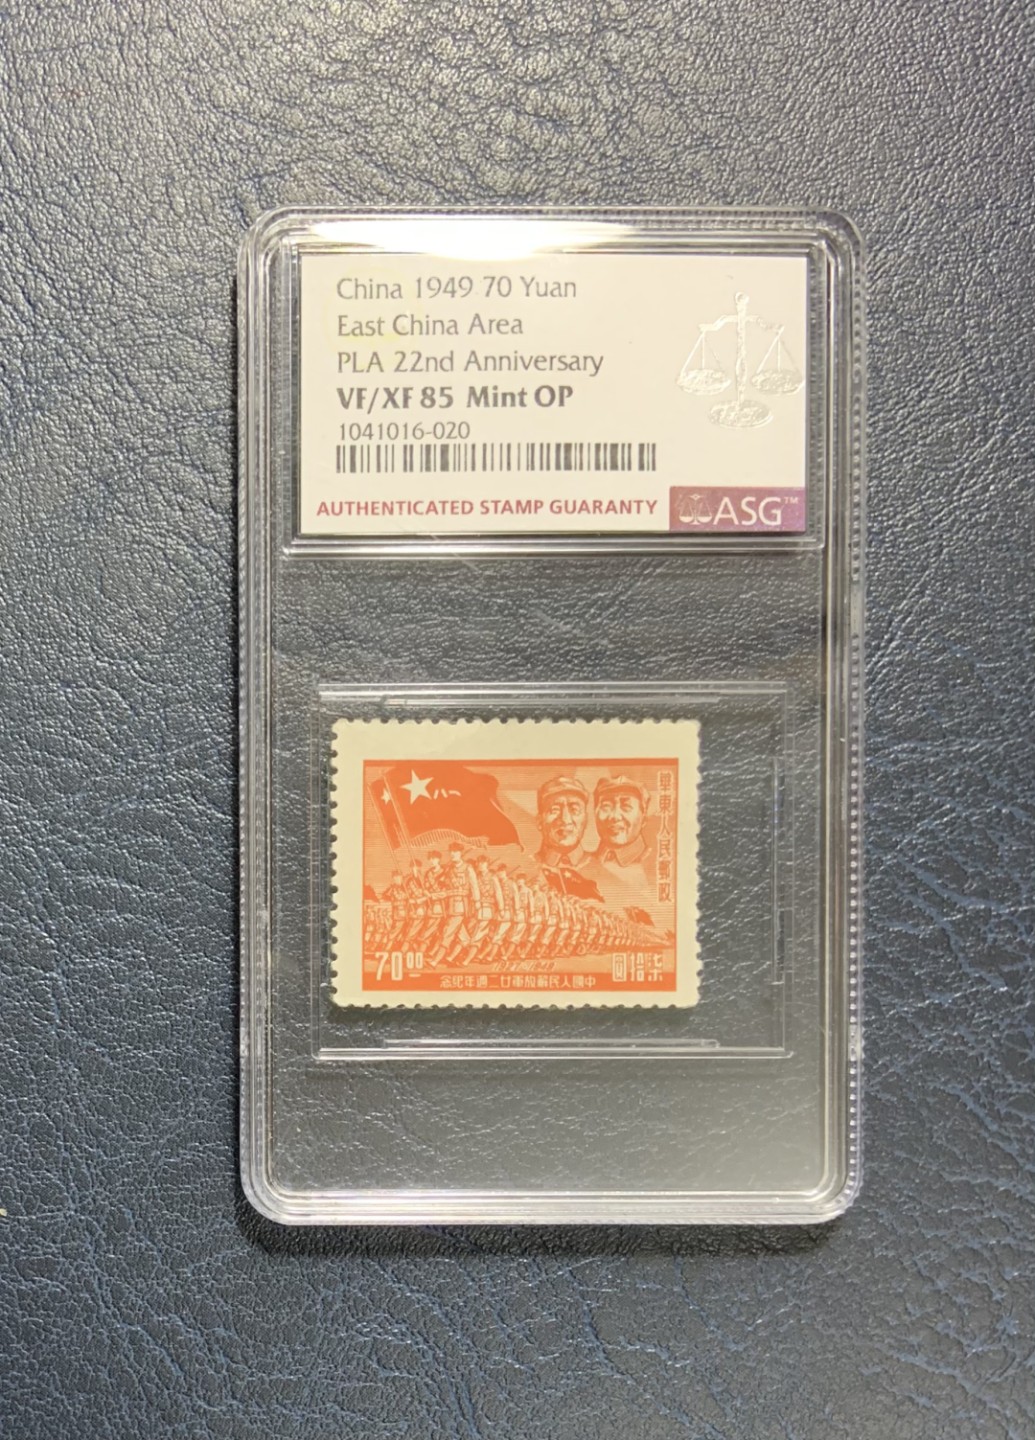 China 1949 70 Yuan
East China Area
PLA 22nd Anniversary
VF/XF 85 Mint OP
1041016-020
AUTHENTICATED STAMP GUARANTY
ASG™
八一
華東人民郵政
70.00
柒拾圓
中國人民解放軍廿二週年紀念